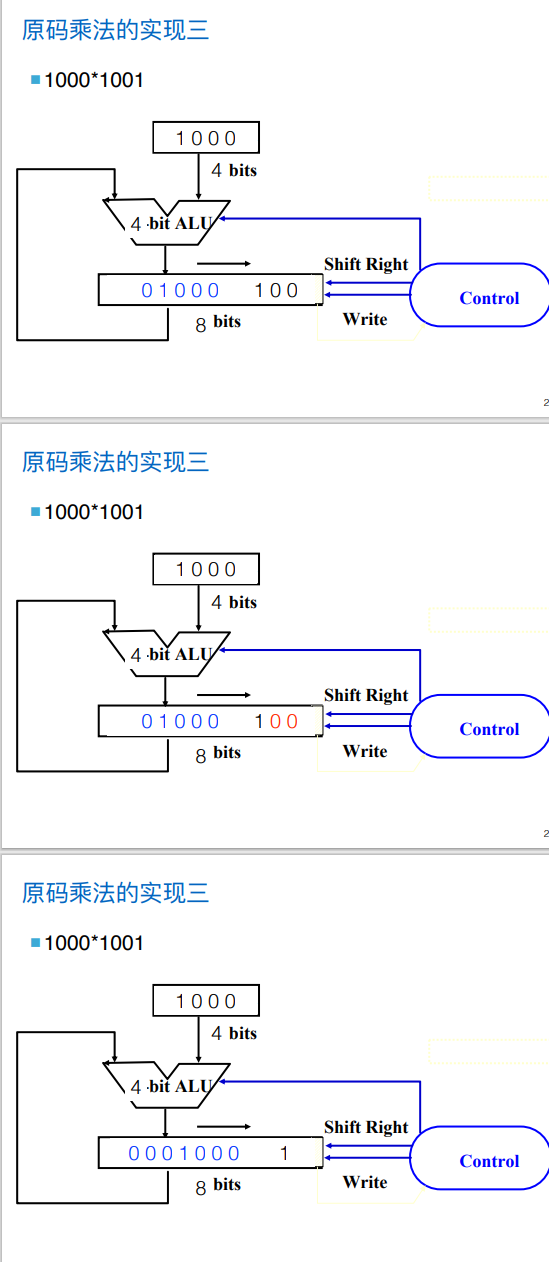 原码乘法的实现三
1000*1001
1000
4 bits
4 -bit ALU
Shift Right
01000 100
Control
8 bits
Write
2
原码乘法的实现三
1000*1001
1000
4 bits
4 -bit ALU
Shift Right
01000 100
Control
8 bits
Write
2
原码乘法的实现三
1000*1001
1000
4 bits
4 -bit ALU
Shift Right
0001000 1
Control
8 bits
Write